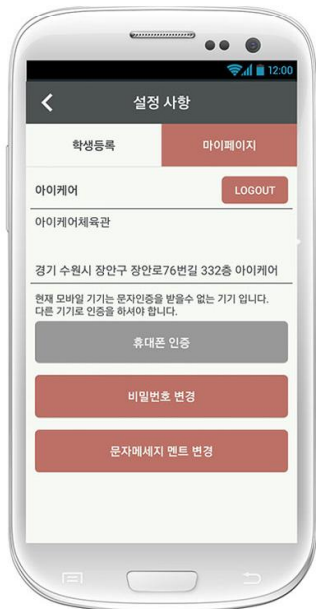 12:00
설정 사항
학생등록
마이페이지
아이케어
LOGOUT
아이케어체육관
경기 수원시 장안구 장안로76번길 332층 아이케어
현재 모바일 기기는 문자인증을 받을수 없는 기기 입니다.
다른 기기로 인증을 하셔야 합니다.
휴대폰 인증
비밀번호 변경
문자메세지 멘트 변경